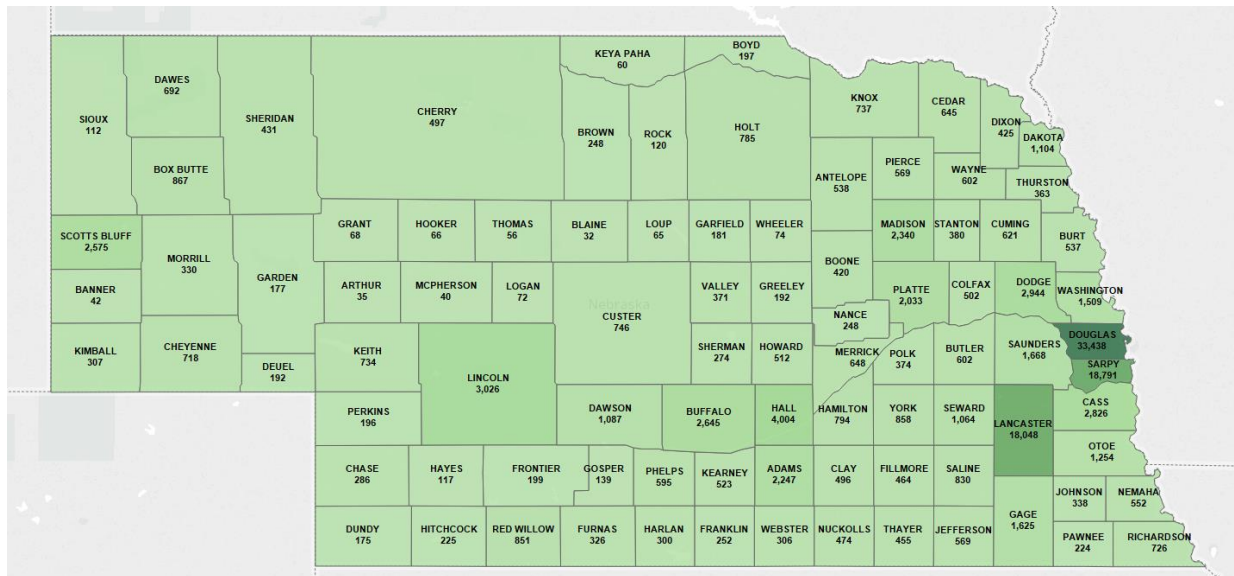 KEYA PAHA
60
BOYD
197
DAWES
692
SIOUX
112
SHERIDAN
431
CHERRY
497
BROWN
248
ROCK
120
HOLT
785
KNOX
737
CEDAR
645
DIXON
425
DAKOTA
1,104
BOX BUTTE
867
ANTELOPE
538
PIERCE
569
WAYNE
602
THURSTON
363
SCOTTS BLUFF
2,575
MORRILL
330
GARDEN
177
GRANT
68
HOOKER
66
THOMAS
56
BLAINE
32
LOUP
65
GARFIELD
181
WHEELER
74
MADISON
2,340
STANTON
380
CUMING
621
BURT
537
BOONE
420
BANNER
42
ARTHUR
35
MCPHERSON
40
LOGAN
72
Nebraska
CUSTER
746
VALLEY
371
GREELEY
192
PLATTE
2,033
COLFAX
502
DODGE
2,944
WASHINGTON
1,509
NANCE
248
KIMBALL
307
CHEYENNE
718
DEUEL
192
KEITH
734
LINCOLN
3,026
SHERMAN
274
HOWARD
512
MERRICK
648
POLK
374
BUTLER
602
SAUNDERS
1,668
DOUGLAS
33,438
SARPY
18,791
PERKINS
196
DAWSON
1,087
BUFFALO
2,645
HALL
4,004
HAMILTON
794
YORK
858
SEWARD
1,064
LANCASTER
18,048
CASS
2,826
OTOE
1,254
CHASE
286
HAYES
117
FRONTIER
199
GOSPER
139
PHELPS
595
KEARNEY
523
ADAMS
2,247
CLAY
496
FILLMORE
464
SALINE
830
GAGE
1,625
JOHNSON
338
NEMAHA
552
DUNDY
175
HITCHCOCK
225
RED WILLOW
851
FURNAS
326
HARLAN
300
FRANKLIN
252
WEBSTER
306
NUCKOLLS
474
THAYER
455
JEFFERSON
569
PAWNEE
224
RICHARDSON
726